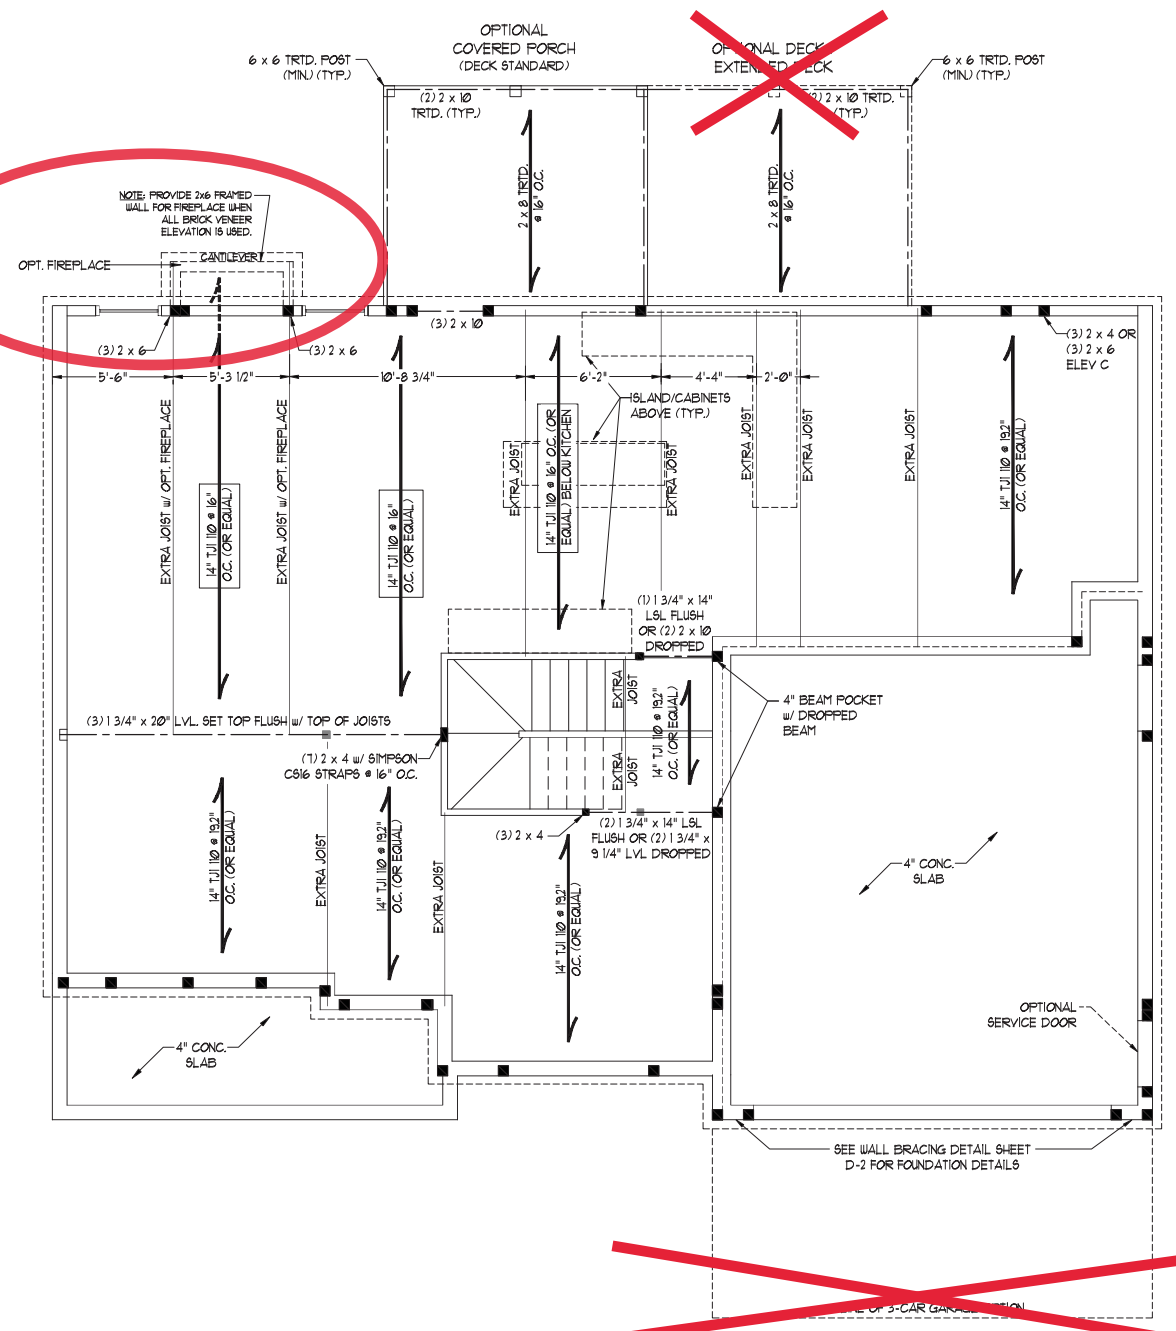 OPTIONAL
COVERED PORCH
(DECK STANDARD)
EXTENDED DECK
6 x 6 TRTD. POST
(MIN.) (TYP.)
6 x 6 TRTD. POST
(MIN.) (TYP.)
(2) 2 x 10
TRTD. (TYP.)
2 x 10 TRTD.
(TYP.)
2 x 8 TRTD.
@ 16" O.C.
2 x 8 TRTD.
@ 16" O.C.
NOTE: PROVIDE 2x6 FRAMED
WALL FOR FIREPLACE WHEN
ALL BRICK VENEER
ELEVATION IS USED.
CANTILEVER
OPT. FIREPLACE
(3) 2 x 6
(3) 2 x 6
(3) 2 x 10
(3) 2 x 4 OR
(3) 2 x 6
ELEV C
5'-6"
5'-3 1/2"
10'-8 3/4"
6'-2"
4'-4"
2'-0"
ISLAND/CABINETS
ABOVE (TYP.)
EXTRA JOIST w/ OPT. FIREPLACE
14" TJI 110 @ 16"
O.C. (OR EQUAL)
EXTRA JOIST w/ OPT. FIREPLACE
14" TJI 110 @ 16"
O.C. (OR EQUAL)
EXTRA JOIST
14" TJI 110 @ 16" O.C. (OR
EQUAL) BELOW KITCHEN
EXTRA JOIST
EXTRA JOIST
EXTRA JOIST
EXTRA JOIST
14" TJI 110 @ 19.2"
O.C. (OR EQUAL)
(1) 1 3/4" x 14"
LSL FLUSH
OR (2) 2 x 10
DROPPED
(3) 1 3/4" x 20" LVL. SET TOP FLUSH w/ TOP OF JOISTS
(7) 2 x 4 w/ SIMPSON
CS16 STRAPS @ 16" O.C.
EXTRA
JOIST
EXTRA
JOIST
14" TJI 110 @ 19.2"
O.C. (OR EQUAL)
4" BEAM POCKET
w/ DROPPED
BEAM
14" TJI 110 @ 19.2"
O.C. (OR EQUAL)
EXTRA JOIST
14" TJI 110 @ 19.2"
O.C. (OR EQUAL)
EXTRA JOIST
(3) 2 x 4
(2) 1 3/4" x 14" LSL
FLUSH OR (2) 1 3/4" x
9 1/4" LVL DROPPED
14" TJI 110 @ 19.2"
O.C. (OR EQUAL)
4" CONC.
SLAB
4" CONC.
SLAB
OPTIONAL
SERVICE DOOR
SEE WALL BRACING DETAIL SHEET
D-2 FOR FOUNDATION DETAILS
OF 3-CAR GARAGE